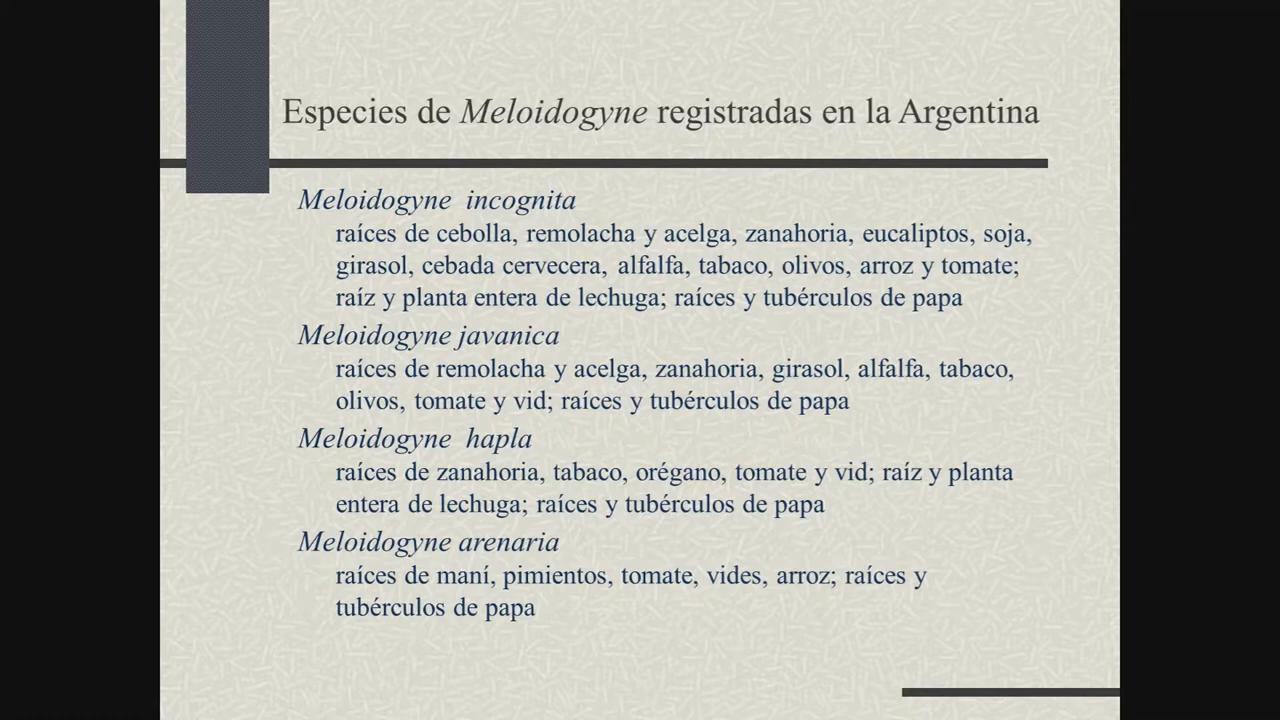 Especies de Meloidogyne registradas en la Argentina
Meloidogyne incognita
raíces de cebolla, remolacha y acelga, zanahoria, eucaliptos, soja,
girasol, cebada cervecera, alfalfa, tabaco, olivos, arroz y tomate;
raíz y planta entera de lechuga; raíces y tubérculos de papa
Meloidogyne javanica
raíces de remolacha y acelga, zanahoria, girasol, alfalfa, tabaco,
olivos, tomate y vid; raíces y tubérculos de papa
Meloidogyne hapla
raíces de zanahoria, tabaco, orégano, tomate y vid; raíz y planta
entera de lechuga; raíces y tubérculos de papa
Meloidogyne arenaria
raíces de maní, pimientos, tomate, vides, arroz; raíces y
tubérculos de papa